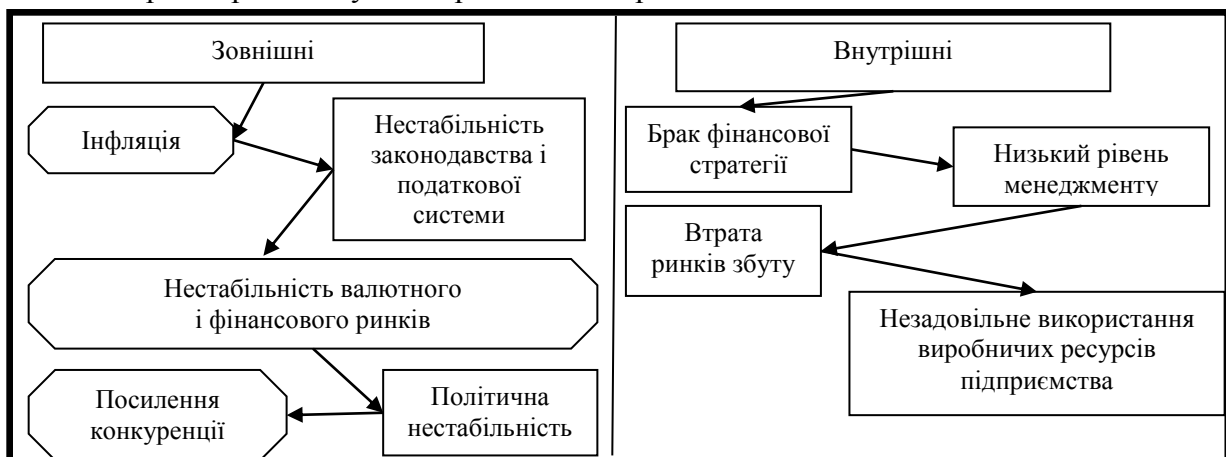 Зовнішні
Інфляція
Нестабільність
законодавства і
податкової
системи
Нестабільність валютного
і фінансового ринків
Посилення
конкуренції
Політична
нестабільність
Внутрішні
Брак фінансової
стратегії
Низький рівень
менеджменту
Втрата
ринків збуту
Незадовільне використання
виробничих ресурсів
підприємства